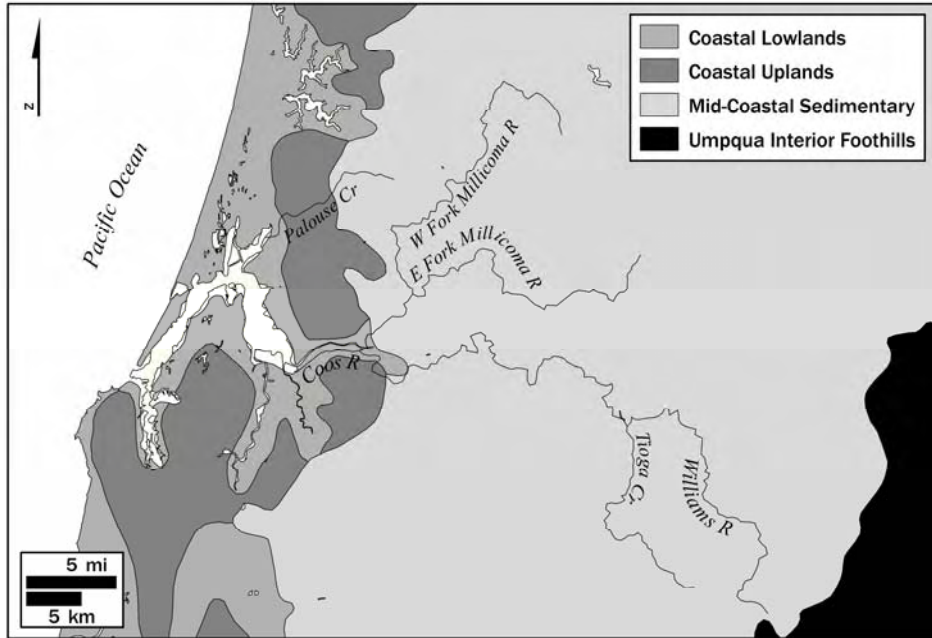 Coastal Lowlands
Coastal Uplands
Mid-Coastal Sedimentary
Umpqua Interior Foothills
N
Pacific Ocean
Palouse Cr
W Fork Millicoma R
E Fork Millicoma R
Coos R
Tioga Cr
Williams R
5 mi
5 km